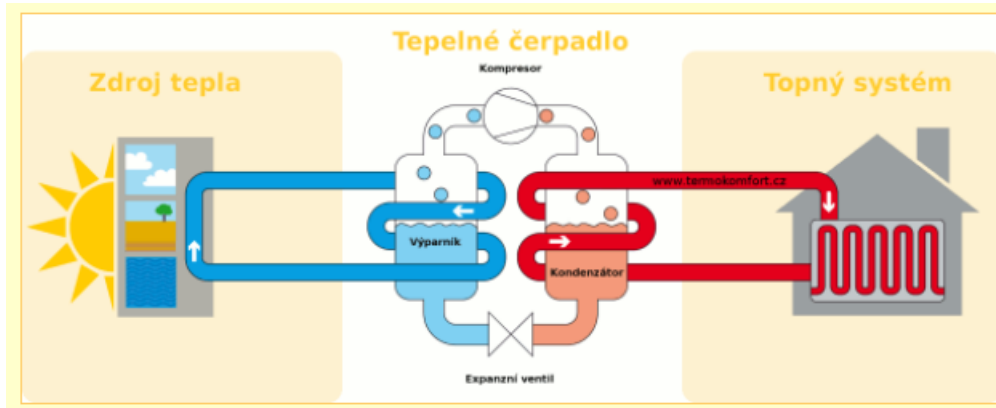 Tepelné čerpadlo
Zdroj tepla
Kompresor
Topný systém
www.termokomfort.cz
Výparník
Kondenzátor
Expanzní ventil